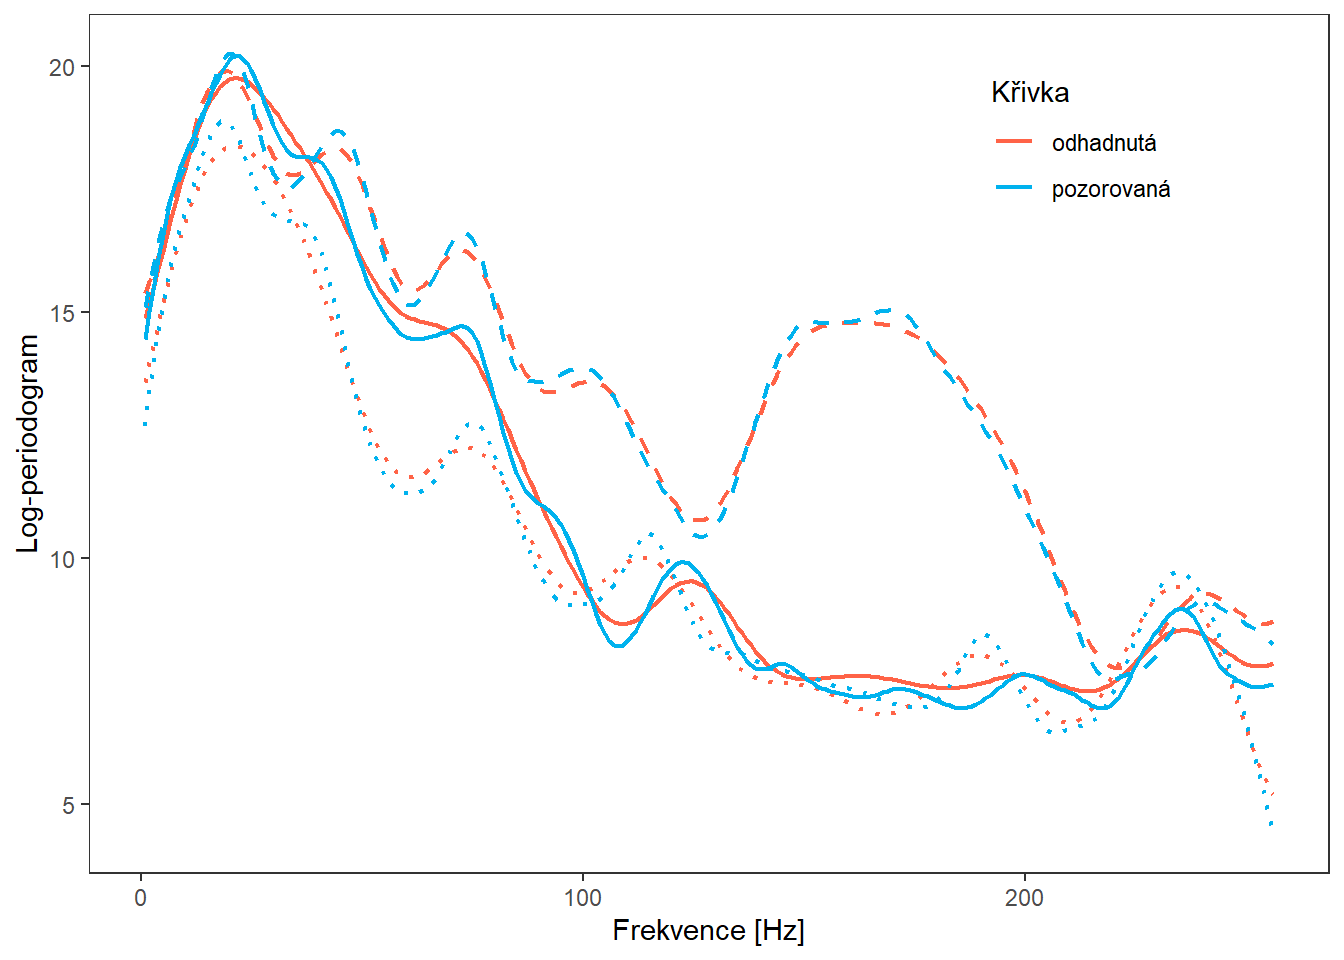 20
15
10
5
Log-periodogram
Křivka
odhadnutá
pozorovaná
0 100 200
Frekvence [Hz]